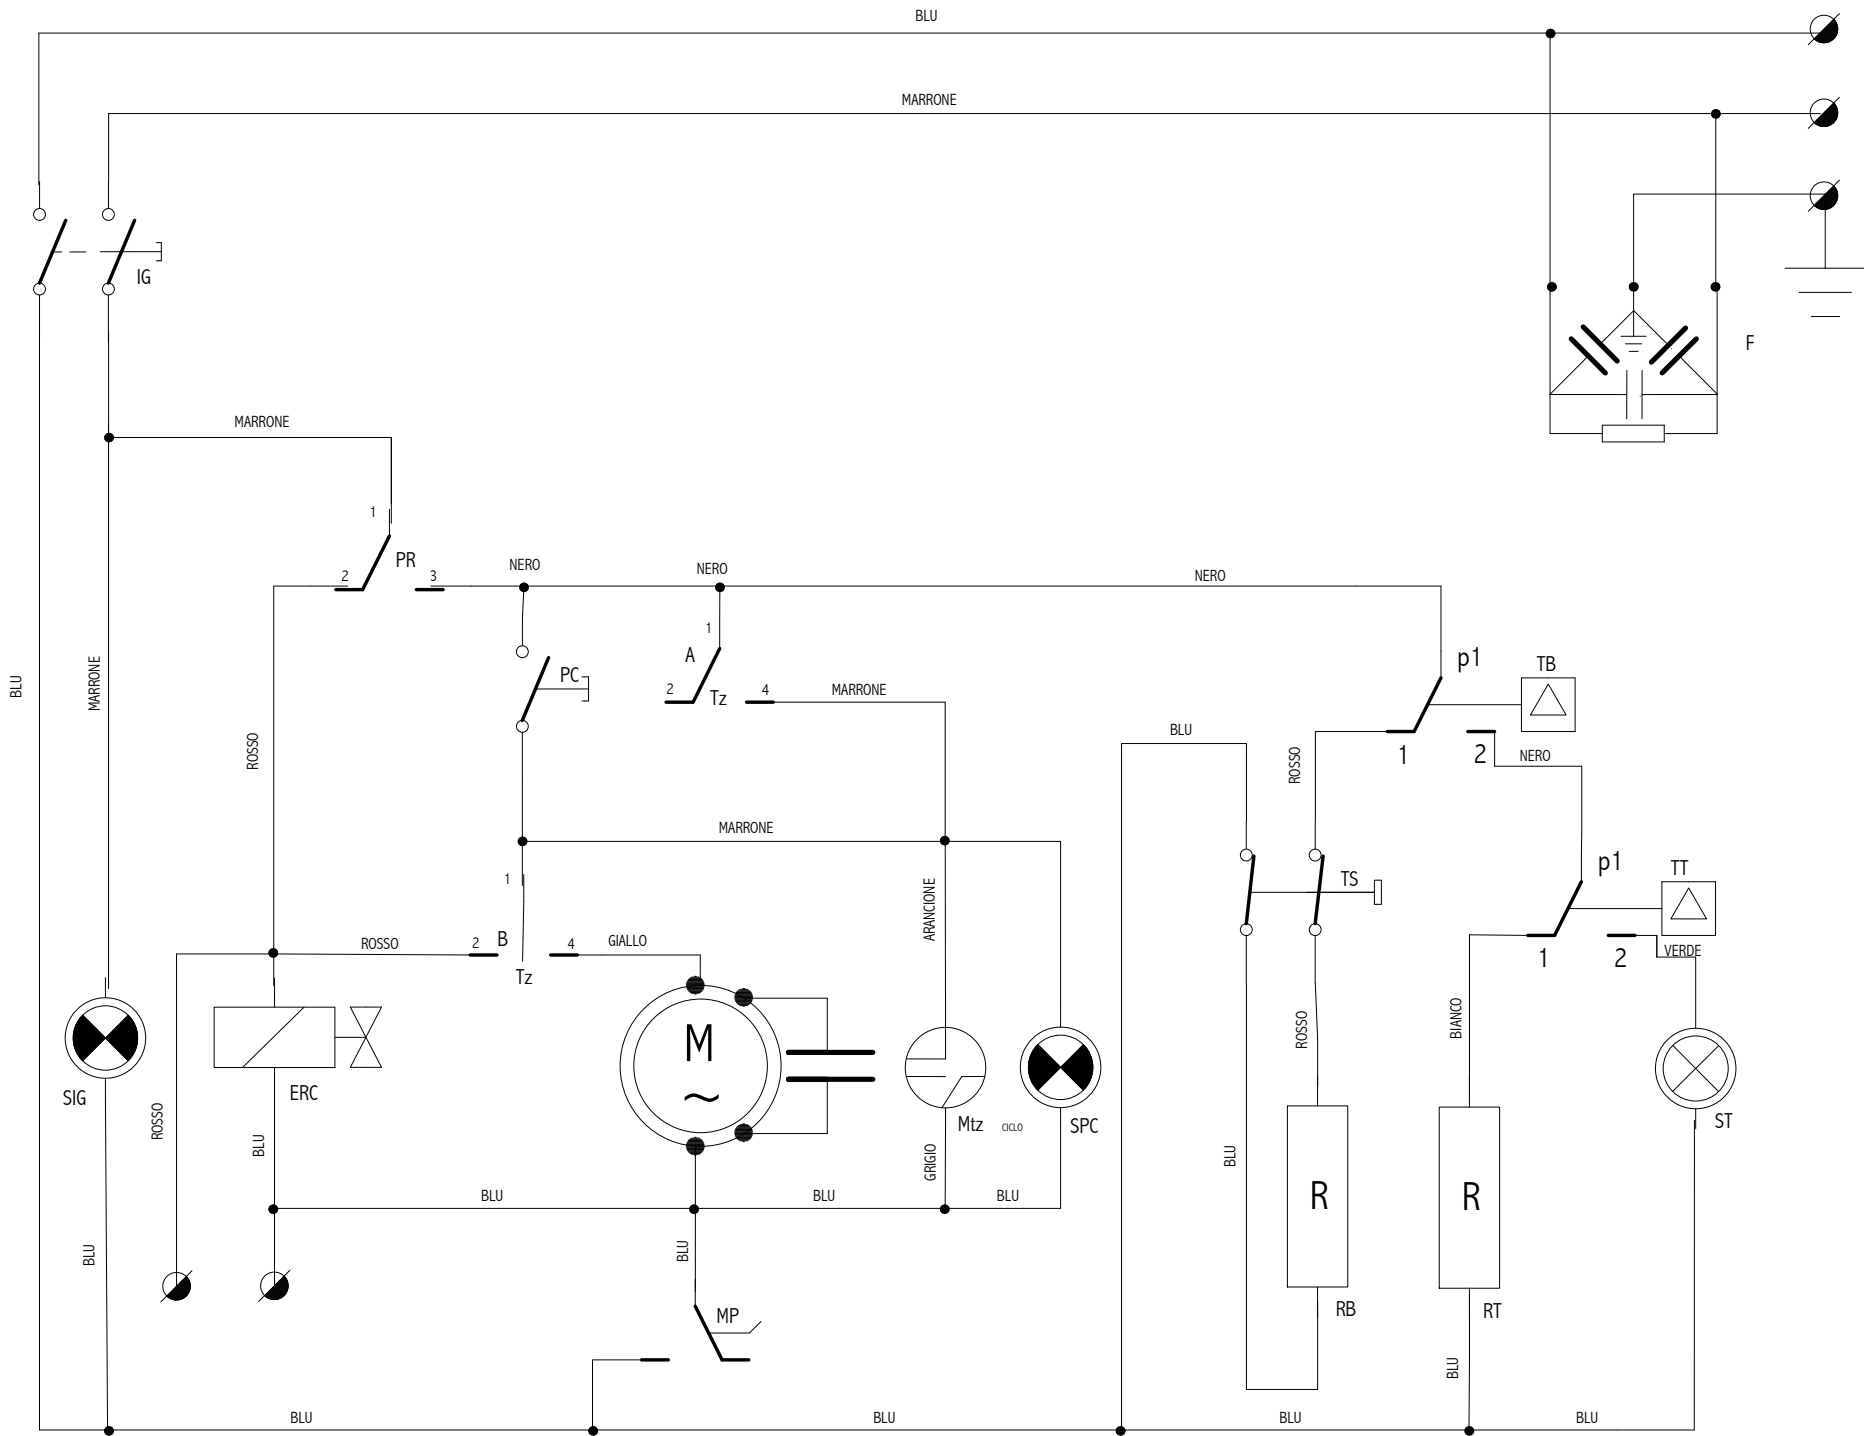 BLU
MARRONE
IG
F
MARRONE
1
PR
2
3
NERO
NERO
NERO
1
A
PC
2
Tz
4
MARRONE
p1
TB
BLU
MARRONE
ROSSO
BLU
ROSSO
1
2
NERO
MARRONE
p1
TT
1
TS
ARANCIONE
ROSSO
2
B
4
GIALLO
Tz
1
2
VERDE
M
~
BIANCO
ROSSO
SIG
ERC
ROSSO
BLU
Mtz
CICLO
SPC
ST
GRIGIO
BLU
R
R
BLU
BLU
BLU
BLU
BLU
MP
RB
RT
BLU
BLU
BLU
BLU
BLU